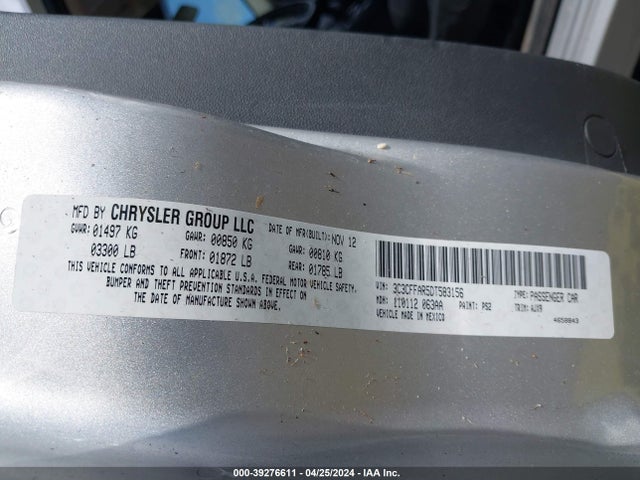 MFD BY CHRYSLER GROUP LLC DATE OF MFR(BUILT): NOV 12
GVWR: 01497 KG GAWR: 00850 KG GAWR: 00810 KG
03300 LB FRONT: 01872 LB REAR: 01785 LB
THIS VEHICLE CONFORMS TO ALL APPLICABLE U.S.A. FEDERAL MOTOR VEHICLE SAFETY,
BUMPER AND THEFT PREVENTION STANDARDS IN EFFECT ON
THE DATE OF MANUFACTURE SHOWN ABOVE.
VIN: 3C3CFFAR5DT583156 TYPE: PASSENGER CAR
MDH: 110112 063AA PAINT: PS2 TRIM: AVX9
VEHICLE MADE IN MEXICO 4658843
000-39276611 - 04/25/2024 - IAA Inc.